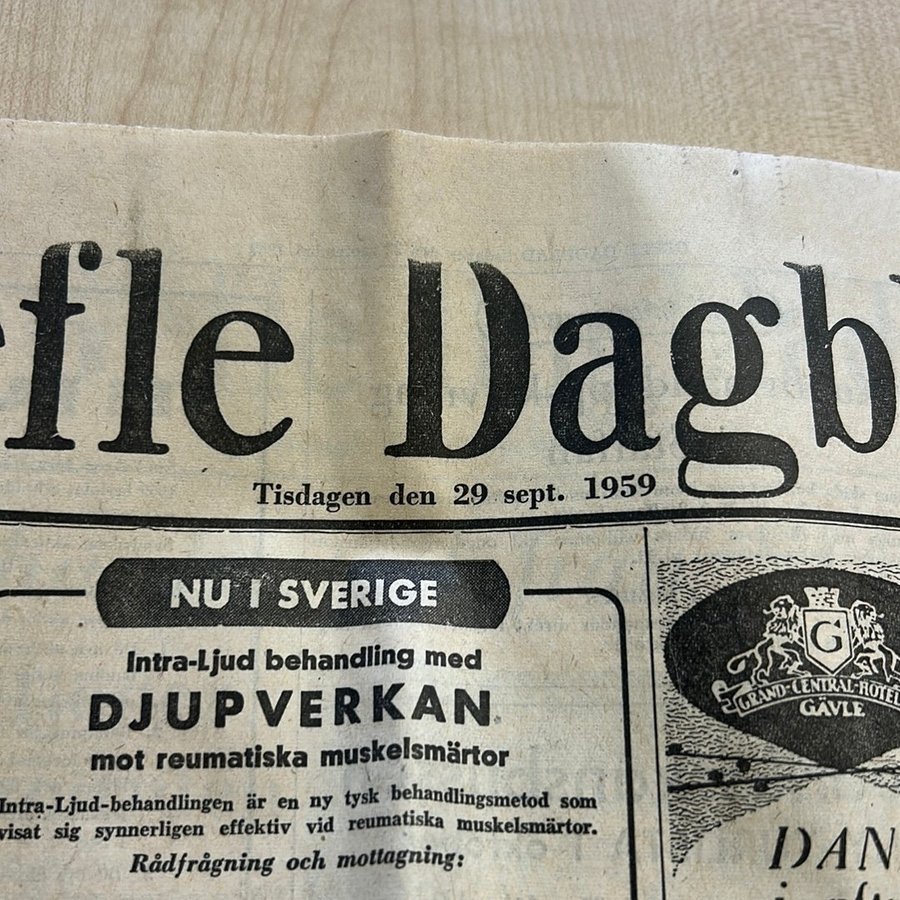 efle Dagbl
Tisdagen den 29 sept. 1959
NU I SVERIGE
Intra-Ljud behandling med
DJUPVERKAN
mot reumatiska muskelsmärtor
Intra-Ljud-behandlingen är en ny tysk behandlingsmetod som
visat sig synnerligen effektiv vid reumatiska muskelsmärtor.
Rådfrågning och mottagning:
G
GRAND-CENTRAL-HOTEL
GÄVLE
DAN